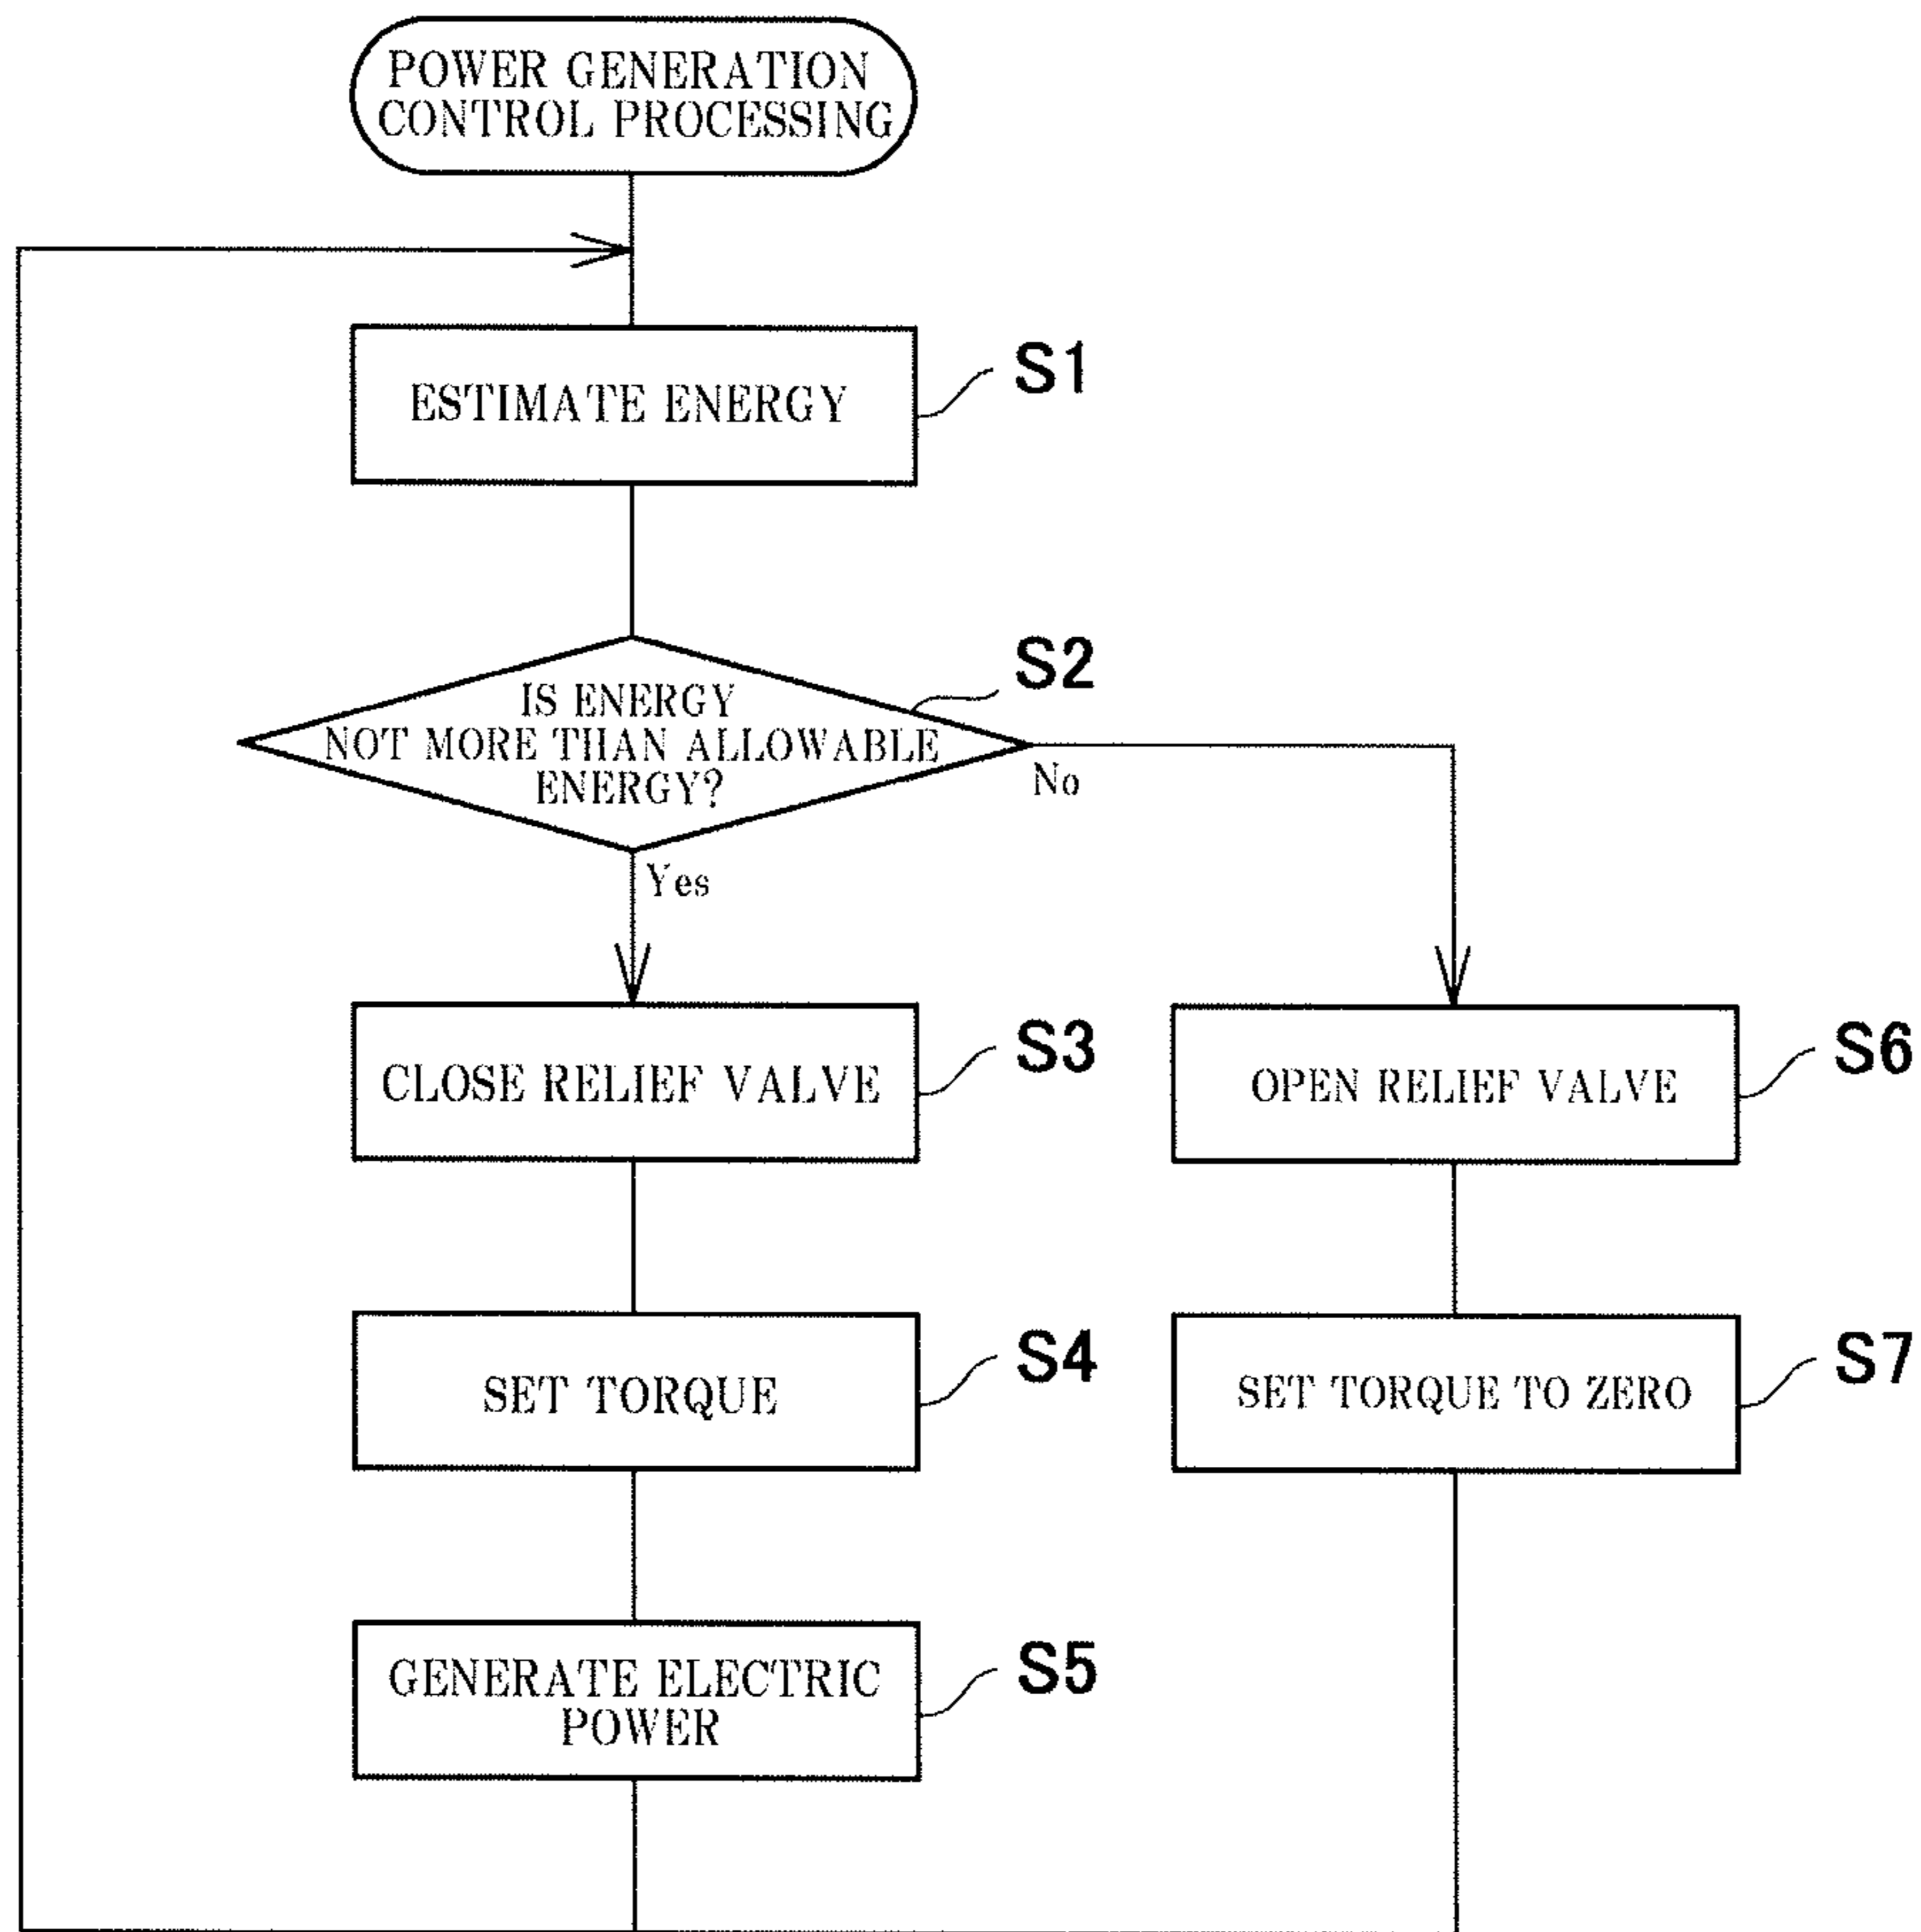 POWER GENERATION
CONTROL PROCESSING
ESTIMATE ENERGY
S1
IS ENERGY
NOT MORE THAN ALLOWABLE
ENERGY?
S2
No
Yes
CLOSE RELIEF VALVE
S3
OPEN RELIEF VALVE
S6
SET TORQUE
S4
SET TORQUE TO ZERO
S7
GENERATE ELECTRIC
POWER
S5